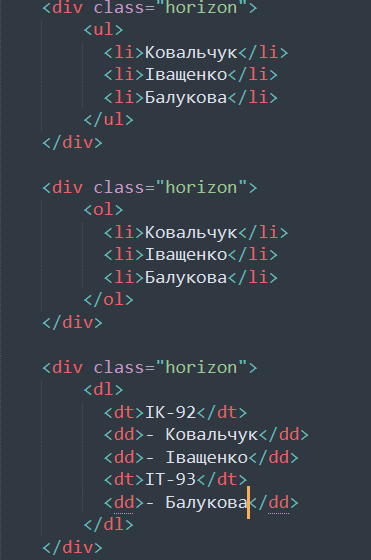 <div class="horizon">
<ul>
<li>Ковальчук</li>
<li>Іващенко</li>
<li>Балукова</li>
</ul>
</div>
<div class="horizon">
<ol>
<li>Ковальчук</li>
<li>Іващенко</li>
<li>Балукова</li>
</ol>
</div>
<div class="horizon">
<dl>
<dt>ІК-92</dt>
<dd>- Ковальчук</dd>
<dd>- Іващенко</dd>
<dt>ІТ-93</dt>
<dd>- Балукова</dd>
</dl>
</div>